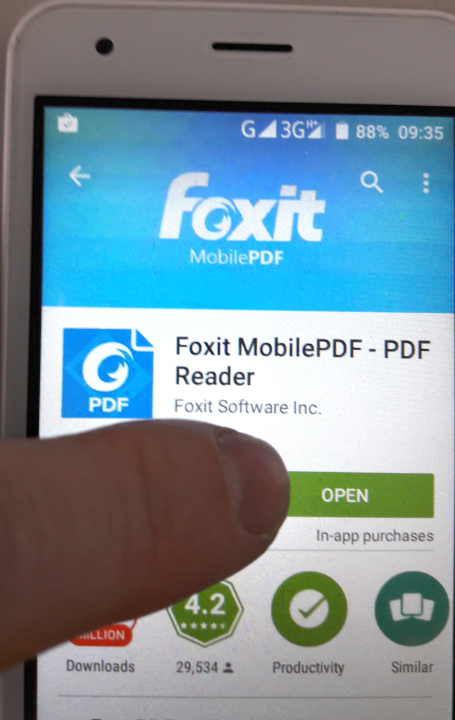 G 3G H+ 88% 09:35
foxit
MobilePDF
Foxit MobilePDF - PDF
Reader
PDF
Foxit Software Inc.
OPEN
In-app purchases
4.2
MILLION
Downloads
29,534
Productivity
Similar